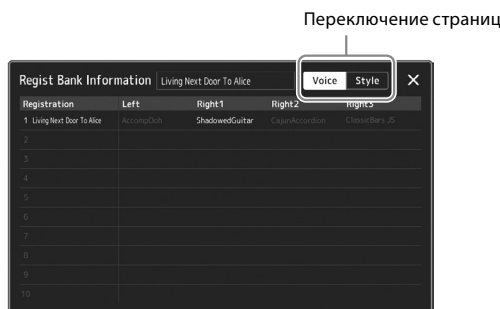 Переключение страниц
Regist Bank Information Living Next Door To Alice Voice Style
Registration Left Right1 Right2 Right3
1 Living Next Door To Alice AccompOoh ShadowedGuitar CajunAccordion ClassicBars JS
2
3
4
5
6
7
8
9
10